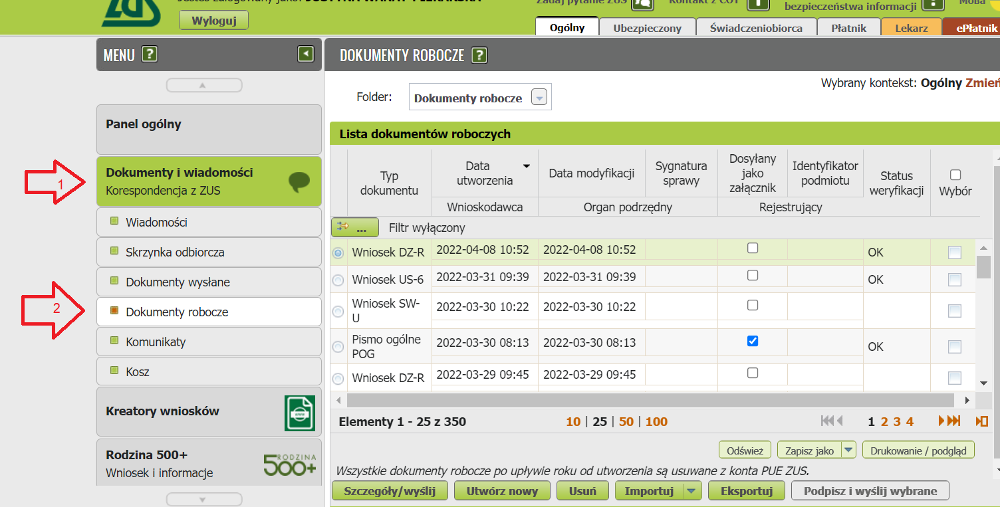 ZUS
Wyloguj
Kontakt z COT
bezpieczeństwa informacji
Ogólny
Ubezpieczony
Świadczeniobiorca
Płatnik
Lekarz
ePłatnik
MENU ?
DOKUMENTY ROBOCZE ?
Wybrany kontekst: Ogólny Zmień
Folder: Dokumenty robocze
Panel ogólny
1
Dokumenty i wiadomości
Korespondencja z ZUS
Wiadomości
Skrzynka odbiorcza
Dokumenty wysłane
2
Dokumenty robocze
Komunikaty
Kosz
Kreatory wniosków
Rodzina 500+
Wniosek i informacje
RODZINA
500+
Lista dokumentów roboczych
Typ dokumentu
Data utworzenia
Data modyfikacji
Sygnatura sprawy
Dosyłany jako załącznik
Identyfikator podmiotu
Status weryfikacji
Wybór
Wnioskodawca
Organ podrzędny
Rejestrujący
... Filtr wyłączony
Wniosek DZ-R 2022-04-08 10:52 2022-04-08 10:52 OK
Wniosek US-6 2022-03-31 09:39 2022-03-31 09:39 OK
Wniosek SW-U 2022-03-30 10:22 2022-03-30 10:22
Pismo ogólne POG 2022-03-30 08:13 2022-03-30 08:13 OK
Wniosek DZ-R 2022-03-29 09:45 2022-03-29 09:45
Elementy 1 - 25 z 350
10 | 25 | 50 | 100
1 2 3 4
Odśwież
Zapisz jako
Drukowanie / podgląd
Wszystkie dokumenty robocze po upływie roku od utworzenia są usuwane z konta PUE ZUS.
Szczegóły/wyślij
Utwórz nowy
Usuń
Importuj
Eksportuj
Podpisz i wyślij wybrane